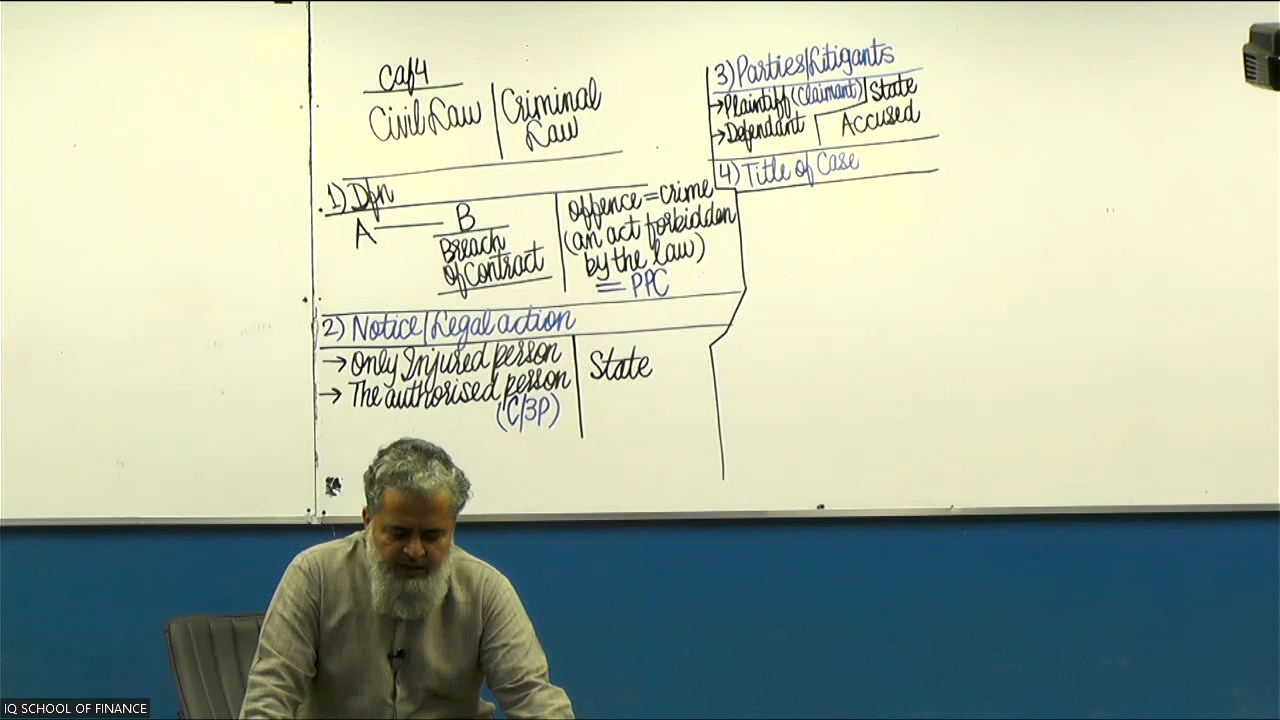 Caf4
Civil Law
Criminal
Law
1) Dfn
A B
Breach
of Contract
offence = crime
(an act forbidden
by the law)
= PPC
2) Notice/Legal action
→ Only Injured person
→ The authorised person
(C/3P)
State
3) Parties/Litigants
→ Plaintiff (Claimant)
→ Defendant
State
Accused
4) Title of Case
IQ SCHOOL OF FINANCE